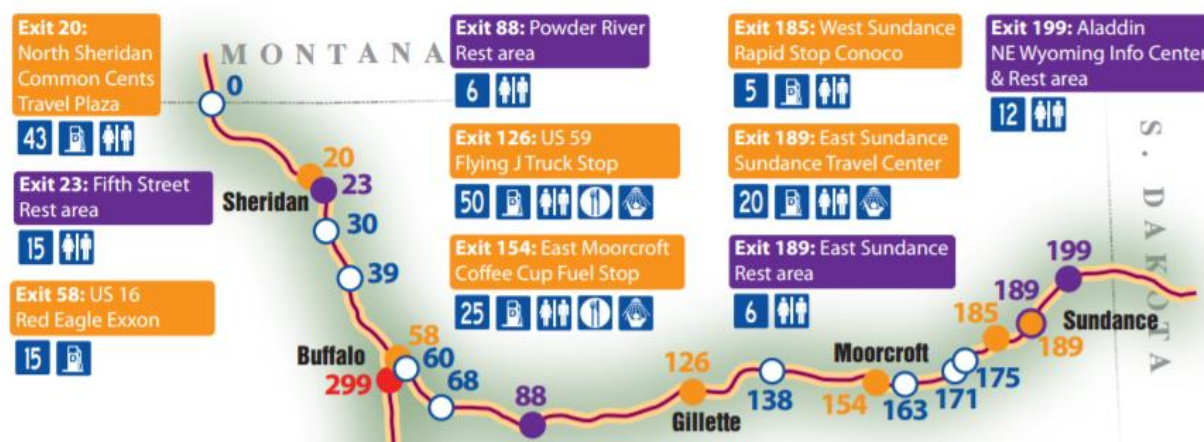 Exit 20:
North Sheridan
Common Cents
Travel Plaza
43
D
Exit 23: Fifth Street
Rest area
15
Exit 58: US 16
Red Eagle Exxon
15
D
MONTANA
Exit 88: Powder River
Rest area
6
Exit 126: US 59
Flying J Truck Stop
50
D
Exit 154: East Moorcroft
Coffee Cup Fuel Stop
25
D
Exit 185: West Sundance
Rapid Stop Conoco
5
D
Exit 189: East Sundance
Sundance Travel Center
20
D
Exit 189: East Sundance
Rest area
6
Exit 199: Aladdin
NE Wyoming Info Center
& Rest area
12
S. DAKOTA
0
20
23
Sheridan
30
39
58
Buffalo
60
299
68
88
126
Gillette
138
Moorcroft
154
163
171
175
185
189
189
Sundance
199